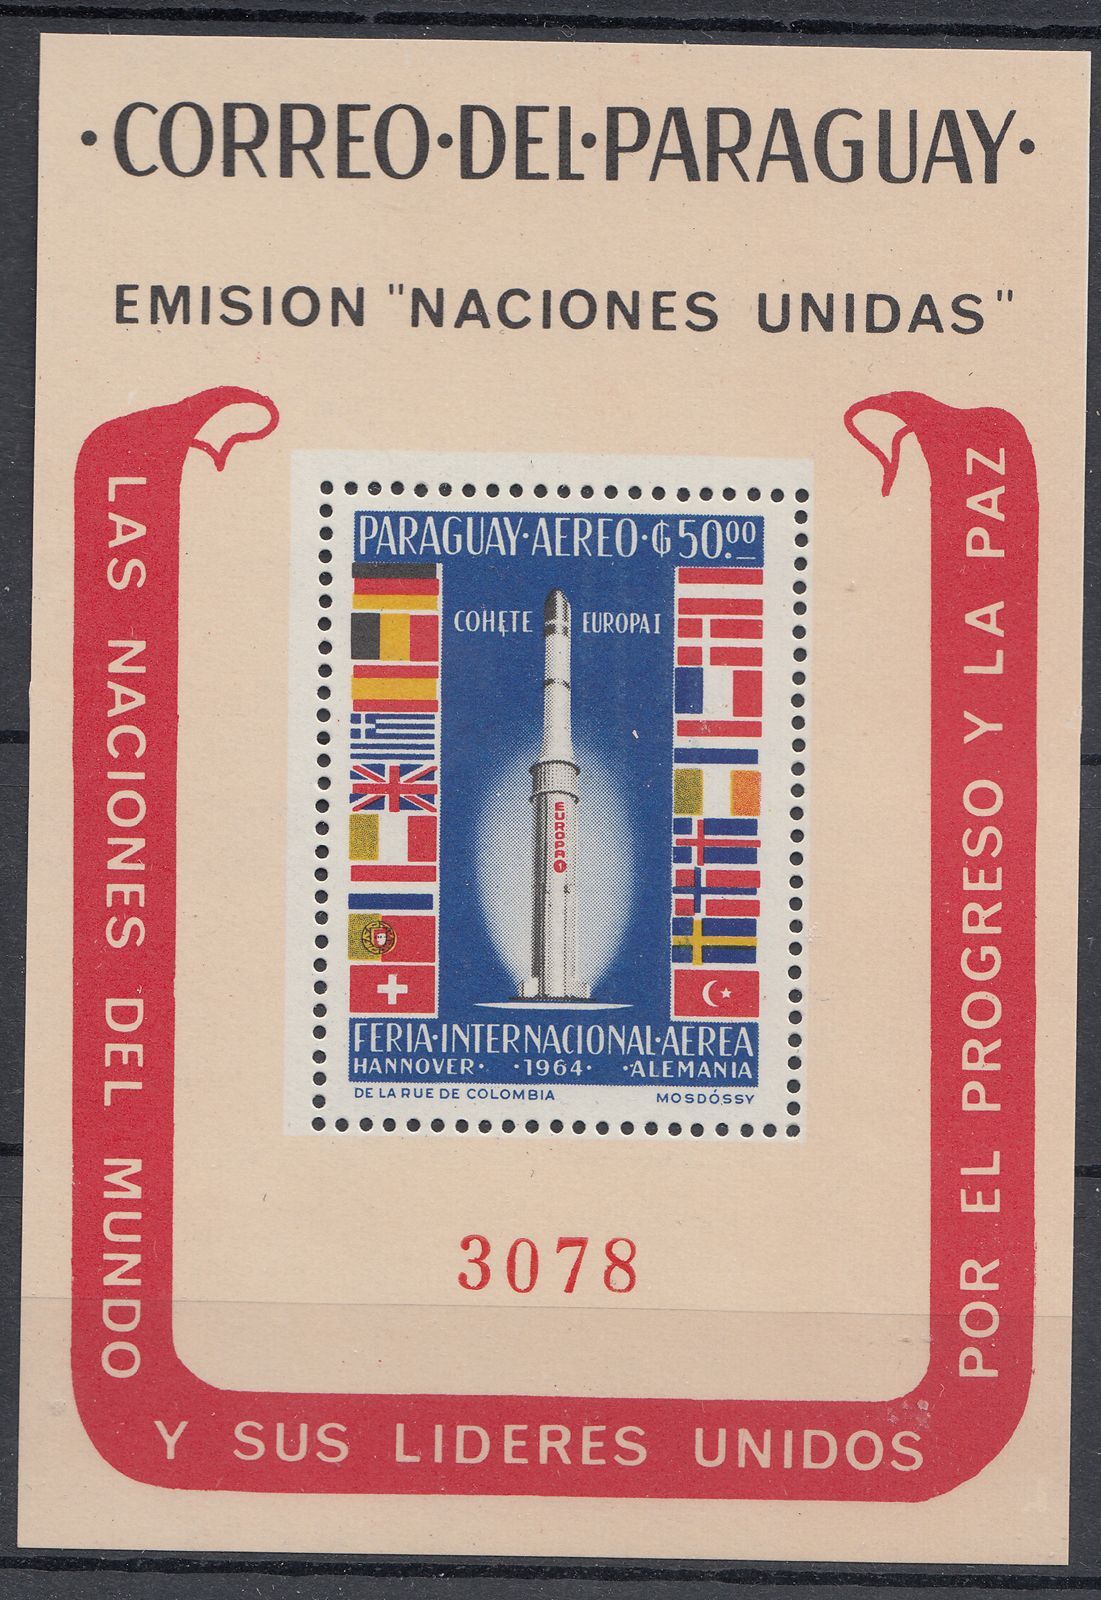 ·CORREO·DEL·PARAGUAY·
EMISION "NACIONES UNIDAS"
LAS NACIONES DEL MUNDO
Y SUS LIDERES UNIDOS
POR EL PROGRESO Y LA PAZ
PARAGUAY·AEREO·₲50.00
COHETE EUROPA I
EUROPA 1
FERIA·INTERNACIONAL·AEREA
HANNOVER· ·1964· ·ALEMANIA
DE LA RUE DE COLOMBIA MOSDÓSSY
3078